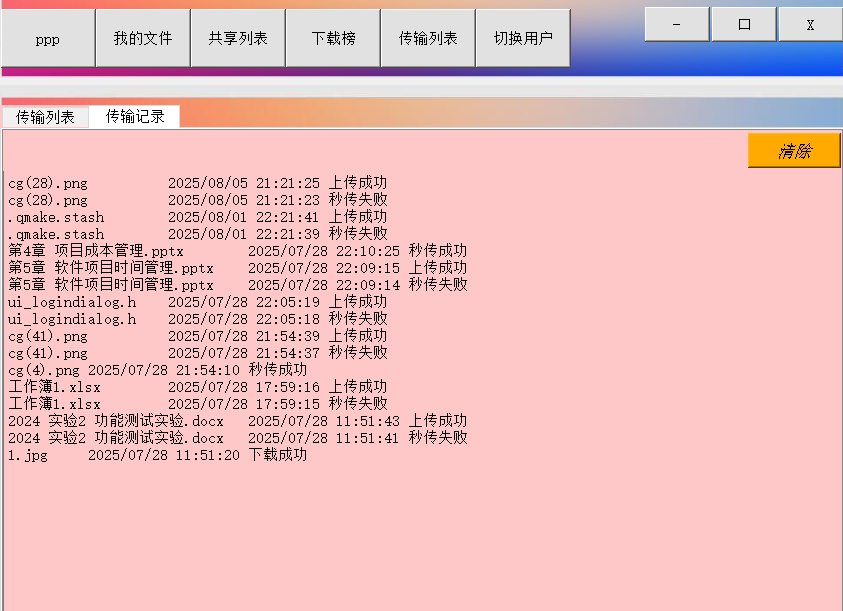 ppp 我的文件 共享列表 下载榜 传输列表 切换用户 - 口 X
传输列表 传输记录
清除
cg(28).png 2025/08/05 21:21:25 上传成功
cg(28).png 2025/08/05 21:21:23 秒传失败
.qmake.stash 2025/08/01 22:21:41 上传成功
.qmake.stash 2025/08/01 22:21:39 秒传失败
第4章 项目成本管理.pptx 2025/07/28 22:10:25 秒传成功
第5章 软件项目时间管理.pptx 2025/07/28 22:09:15 上传成功
第5章 软件项目时间管理.pptx 2025/07/28 22:09:14 秒传失败
ui_logindialog.h 2025/07/28 22:05:19 上传成功
ui_logindialog.h 2025/07/28 22:05:18 秒传失败
cg(41).png 2025/07/28 21:54:39 上传成功
cg(41).png 2025/07/28 21:54:37 秒传失败
cg(4).png 2025/07/28 21:54:10 秒传成功
工作簿1.xlsx 2025/07/28 17:59:16 上传成功
工作簿1.xlsx 2025/07/28 17:59:15 秒传失败
2024 实验2 功能测试实验.docx 2025/07/28 11:51:43 上传成功
2024 实验2 功能测试实验.docx 2025/07/28 11:51:41 秒传失败
1.jpg 2025/07/28 11:51:20 下载成功